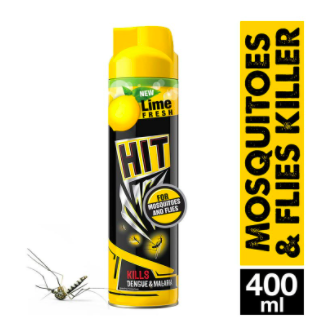 NEW
Lime
FRESH
HIT
FOR
MOSQUITOES
AND FLIES
KILLS
DENGUE & MALARIA
MOSQUITOES
& FLIES KILLER
400
ml